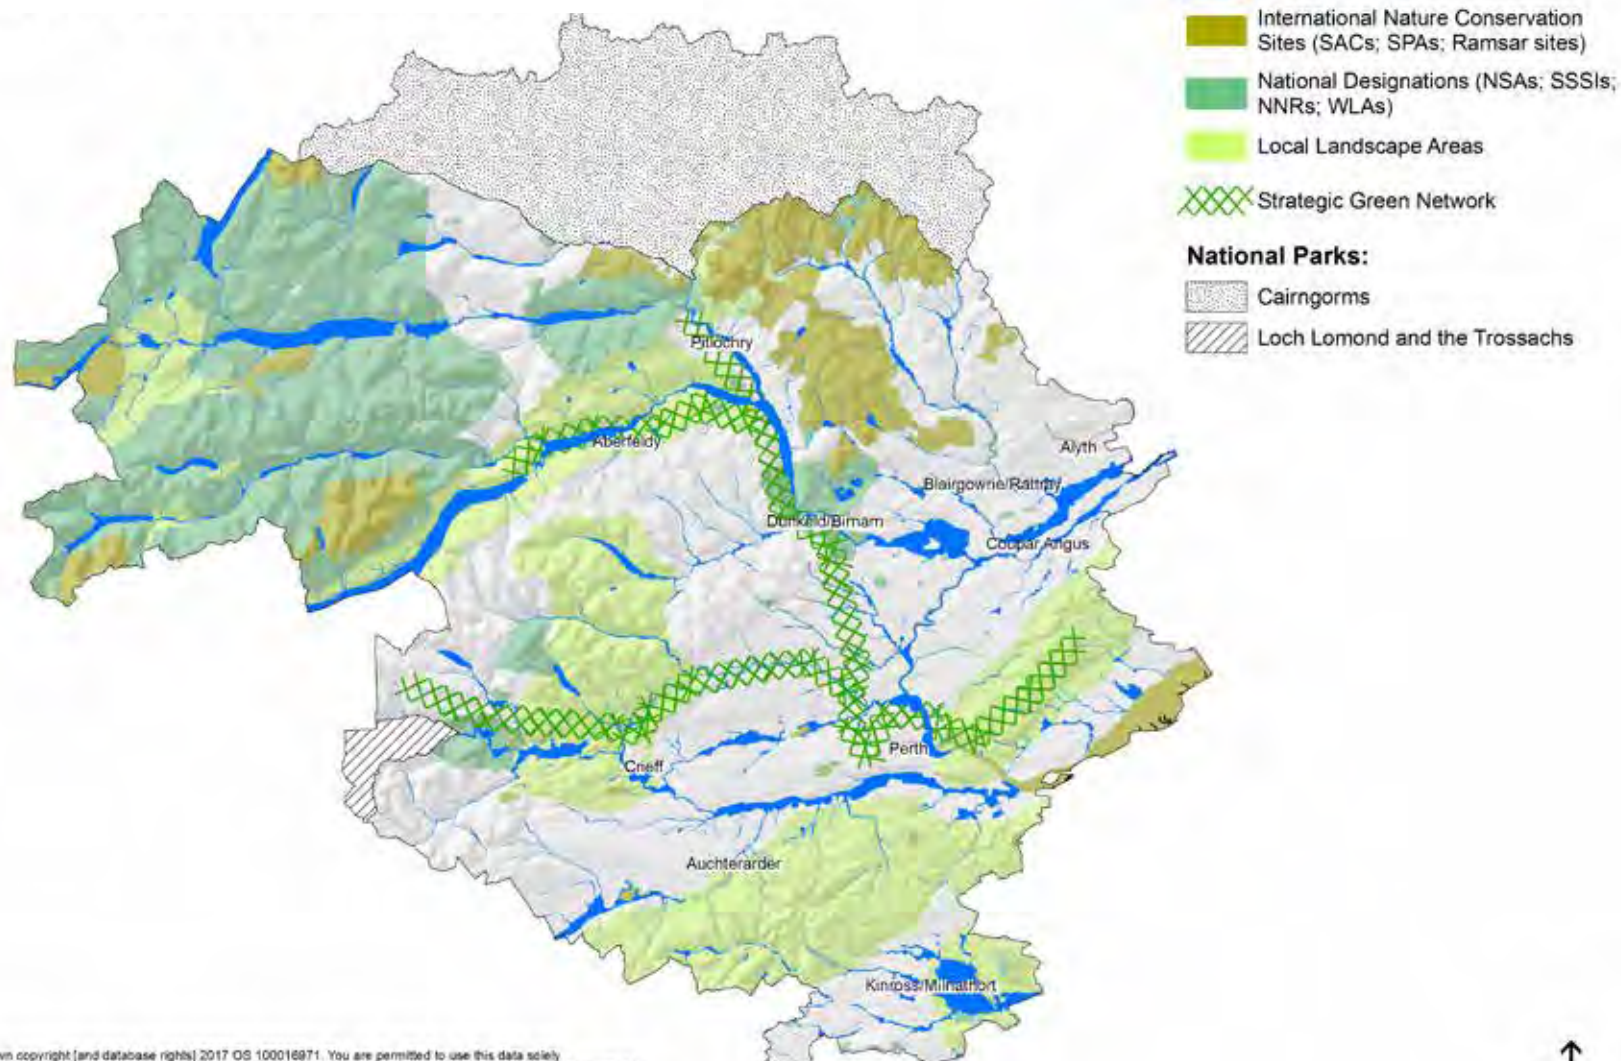 International Nature Conservation
Sites (SACs; SPAs; Ramsar sites)
National Designations (NSAs; SSSIs;
NNRs; WLAs)
Local Landscape Areas
Strategic Green Network
National Parks:
Cairngorms
Loch Lomond and the Trossachs
Pitlochry
Aberfeldy
Alyth
Blairgowrie/Rattray
Dunkeld/Birnam
Coupar Angus
Perth
Crieff
Auchterarder
Kinross/Milnathort
wn copyright [and database rights] 2017 OS 100016971. You are permitted to use this data solely